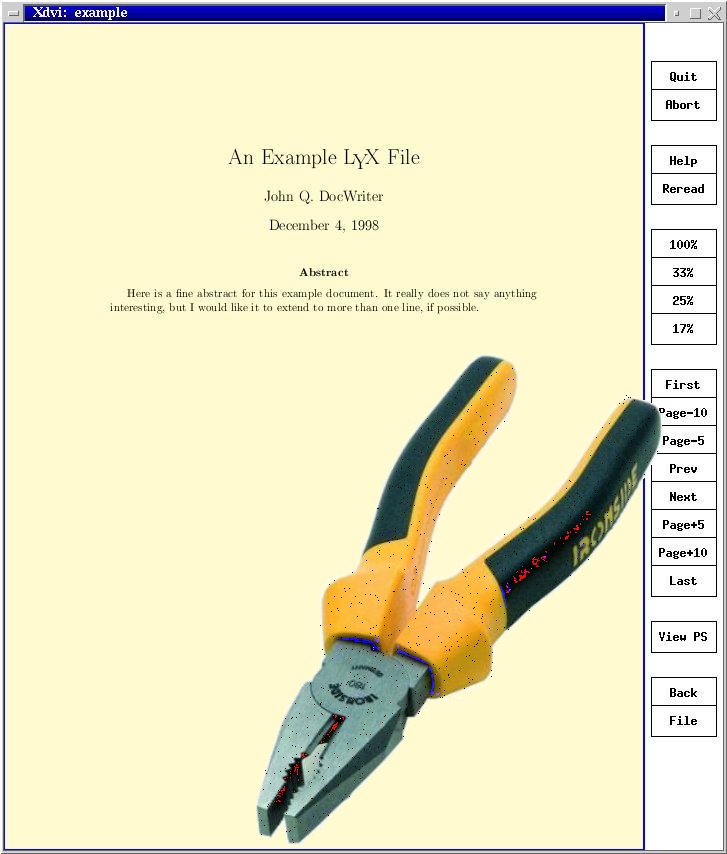 Xdvi: example
An Example LyX File
John Q. DocWriter
December 4, 1998
Abstract
Here is a fine abstract for this example document. It really does not say anything
interesting, but I would like it to extend to more than one line, if possible.
Quit
Abort
Help
Reread
100%
33%
25%
17%
First
Page-10
Page-5
Prev
Next
Page+5
Page+10
Last
View PS
Back
File
IRONSIDE
IRONSIDE
180